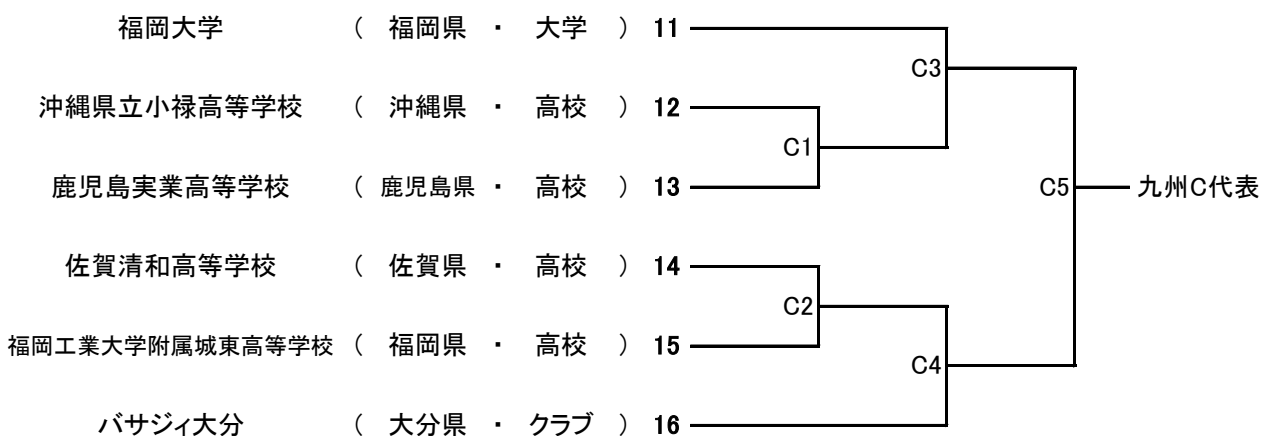 福岡大学 ( 福岡県 ・ 大学 ) 11
C3
沖縄県立小禄高等学校 ( 沖縄県 ・ 高校 ) 12
C1
鹿児島実業高等学校 ( 鹿児島県 ・ 高校 ) 13
C5 九州C代表
佐賀清和高等学校 ( 佐賀県 ・ 高校 ) 14
C2
福岡工業大学附属城東高等学校 ( 福岡県 ・ 高校 ) 15
C4
バサジィ大分 ( 大分県 ・ クラブ ) 16